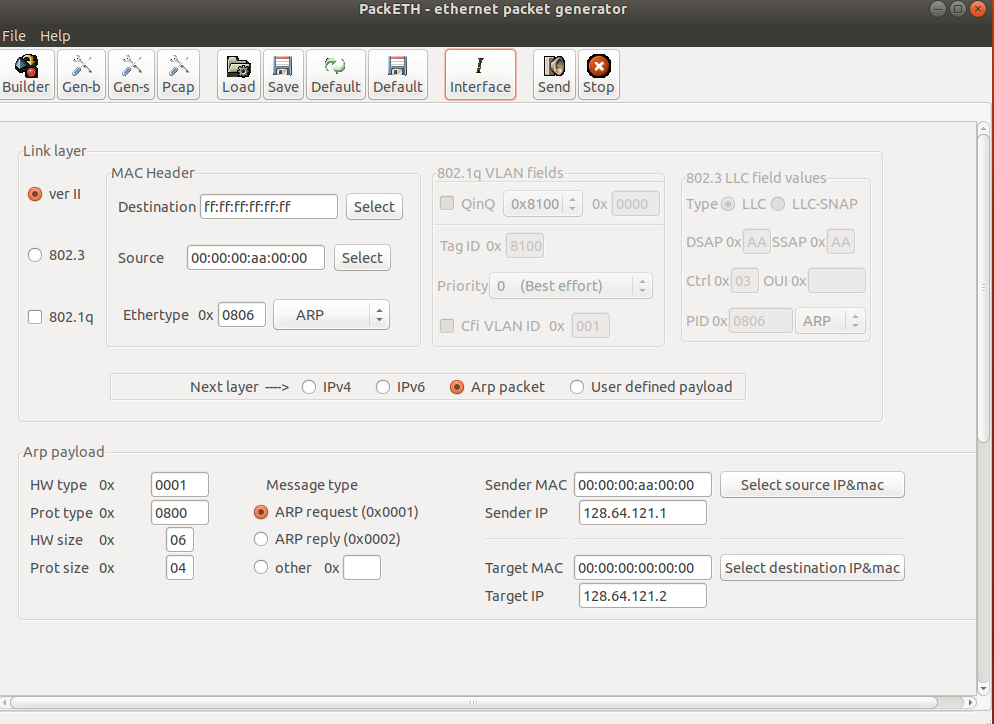 PackETH - ethernet packet generator
File Help
Builder Gen-b Gen-s Pcap Load Save Default Default Interface Send Stop
Link layer
ver II
802.3
802.1q
MAC Header
Destination ff:ff:ff:ff:ff:ff Select
Source 00:00:00:aa:00:00 Select
Ethertype 0x 0806 ARP
802.1q VLAN fields
QinQ 0x8100 0x 0000
Tag ID 0x 8100
Priority 0 (Best effort)
Cfi VLAN ID 0x 001
802.3 LLC field values
Type LLC LLC-SNAP
DSAP 0x AA SSAP 0x AA
Ctrl 0x 03 OUI 0x
PID 0x 0806 ARP
Next layer ----> IPv4 IPv6 Arp packet User defined payload
Arp payload
HW type 0x 0001
Prot type 0x 0800
HW size 0x 06
Prot size 0x 04
Message type
ARP request (0x0001)
ARP reply (0x0002)
other 0x
Sender MAC 00:00:00:aa:00:00 Select source IP&mac
Sender IP 128.64.121.1
Target MAC 00:00:00:00:00:00 Select destination IP&mac
Target IP 128.64.121.2